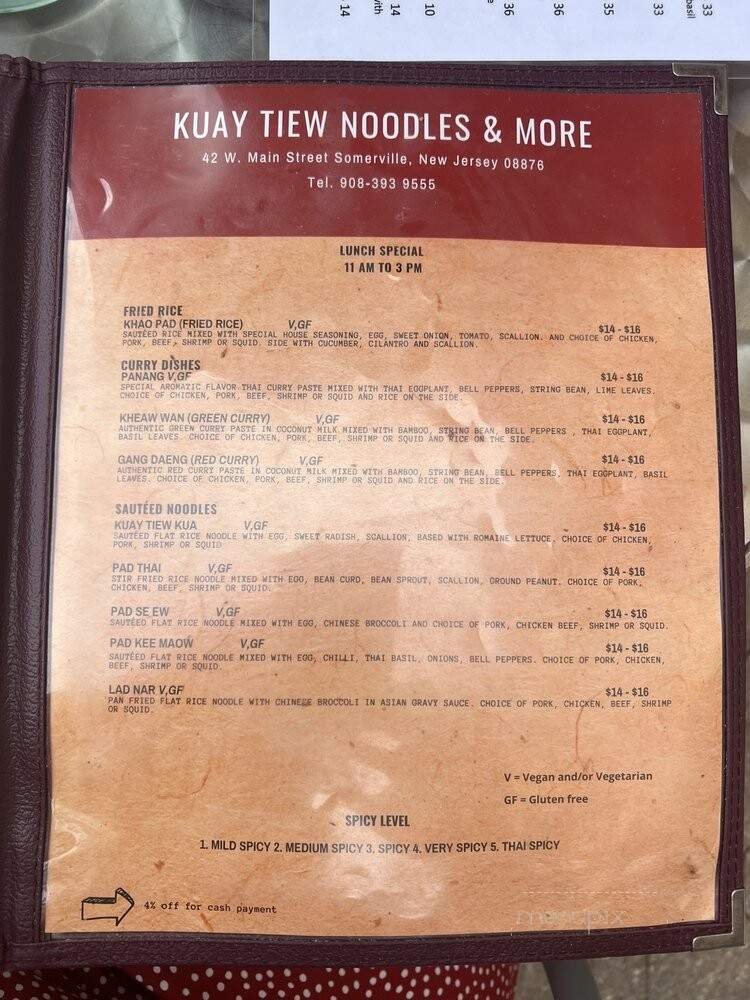 14
with
14
10
36
36
35
33
basil
33
KUAY TIEW NOODLES & MORE
42 W. Main Street Somerville, New Jersey 08876
Tel. 908-393 9555
LUNCH SPECIAL
11 AM TO 3 PM
FRIED RICE
KHAO PAD (FRIED RICE) V,GF $14 - $16
SAUTÉED RICE MIXED WITH SPECIAL HOUSE SEASONING, EGG, SWEET ONION, TOMATO, SCALLION. AND CHOICE OF CHICKEN,
PORK, BEEF, SHRIMP OR SQUID. SIDE WITH CUCUMBER, CILANTRO AND SCALLION.
CURRY DISHES
PANANG V,GF $14 - $16
SPECIAL AROMATIC FLAVOR THAI CURRY PASTE MIXED WITH THAI EGGPLANT, BELL PEPPERS, STRING BEAN, LIME LEAVES.
CHOICE OF CHICKEN, PORK, BEEF, SHRIMP OR SQUID AND RICE ON THE SIDE.
KHEAW WAN (GREEN CURRY) V,GF $14 - $16
AUTHENTIC GREEN CURRY PASTE IN COCONUT MILK MIXED WITH BAMBOO, STRING BEAN, BELL PEPPERS , THAI EGGPLANT,
BASIL LEAVES. CHOICE OF CHICKEN, PORK, BEEF, SHRIMP OR SQUID AND RICE ON THE SIDE.
GANG DAENG (RED CURRY) V,GF $14 - $16
AUTHENTIC RED CURRY PASTE IN COCONUT MILK MIXED WITH BAMBOO, STRING BEAN, BELL PEPPERS, THAI EGGPLANT, BASIL
LEAVES. CHOICE OF CHICKEN, PORK, BEEF, SHRIMP OR SQUID AND RICE ON THE SIDE.
SAUTÉED NOODLES
KUAY TIEW KUA V,GF $14 - $16
SAUTÉED FLAT RICE NOODLE WITH EGG, SWEET RADISH, SCALLION, BASED WITH ROMAINE LETTUCE. CHOICE OF CHICKEN,
PORK, SHRIMP OR SQUID
PAD THAI V,GF $14 - $16
STIR FRIED RICE NOODLE MIXED WITH EGG, BEAN CURD, BEAN SPROUT, SCALLION, GROUND PEANUT. CHOICE OF PORK,
CHICKEN, BEEF, SHRIMP OR SQUID.
PAD SE EW V,GF $14 - $16
SAUTÉED FLAT RICE NOODLE MIXED WITH EGG, CHINESE BROCCOLI AND CHOICE OF PORK, CHICKEN BEEF, SHRIMP OR SQUID.
PAD KEE MAOW V,GF $14 - $16
SAUTÉED FLAT RICE NOODLE MIXED WITH EGG, CHILLI, THAI BASIL, ONIONS, BELL PEPPERS. CHOICE OF PORK, CHICKEN,
BEEF, SHRIMP OR SQUID.
LAD NAR V,GF $14 - $16
PAN FRIED FLAT RICE NOODLE WITH CHINESE BROCCOLI IN ASIAN GRAVY SAUCE. CHOICE OF PORK, CHICKEN, BEEF, SHRIMP
OR SQUID.
V = Vegan and/or Vegetarian
GF = Gluten free
SPICY LEVEL
1. MILD SPICY 2. MEDIUM SPICY 3. SPICY 4. VERY SPICY 5. THAI SPICY
4% off for cash payment
menupix